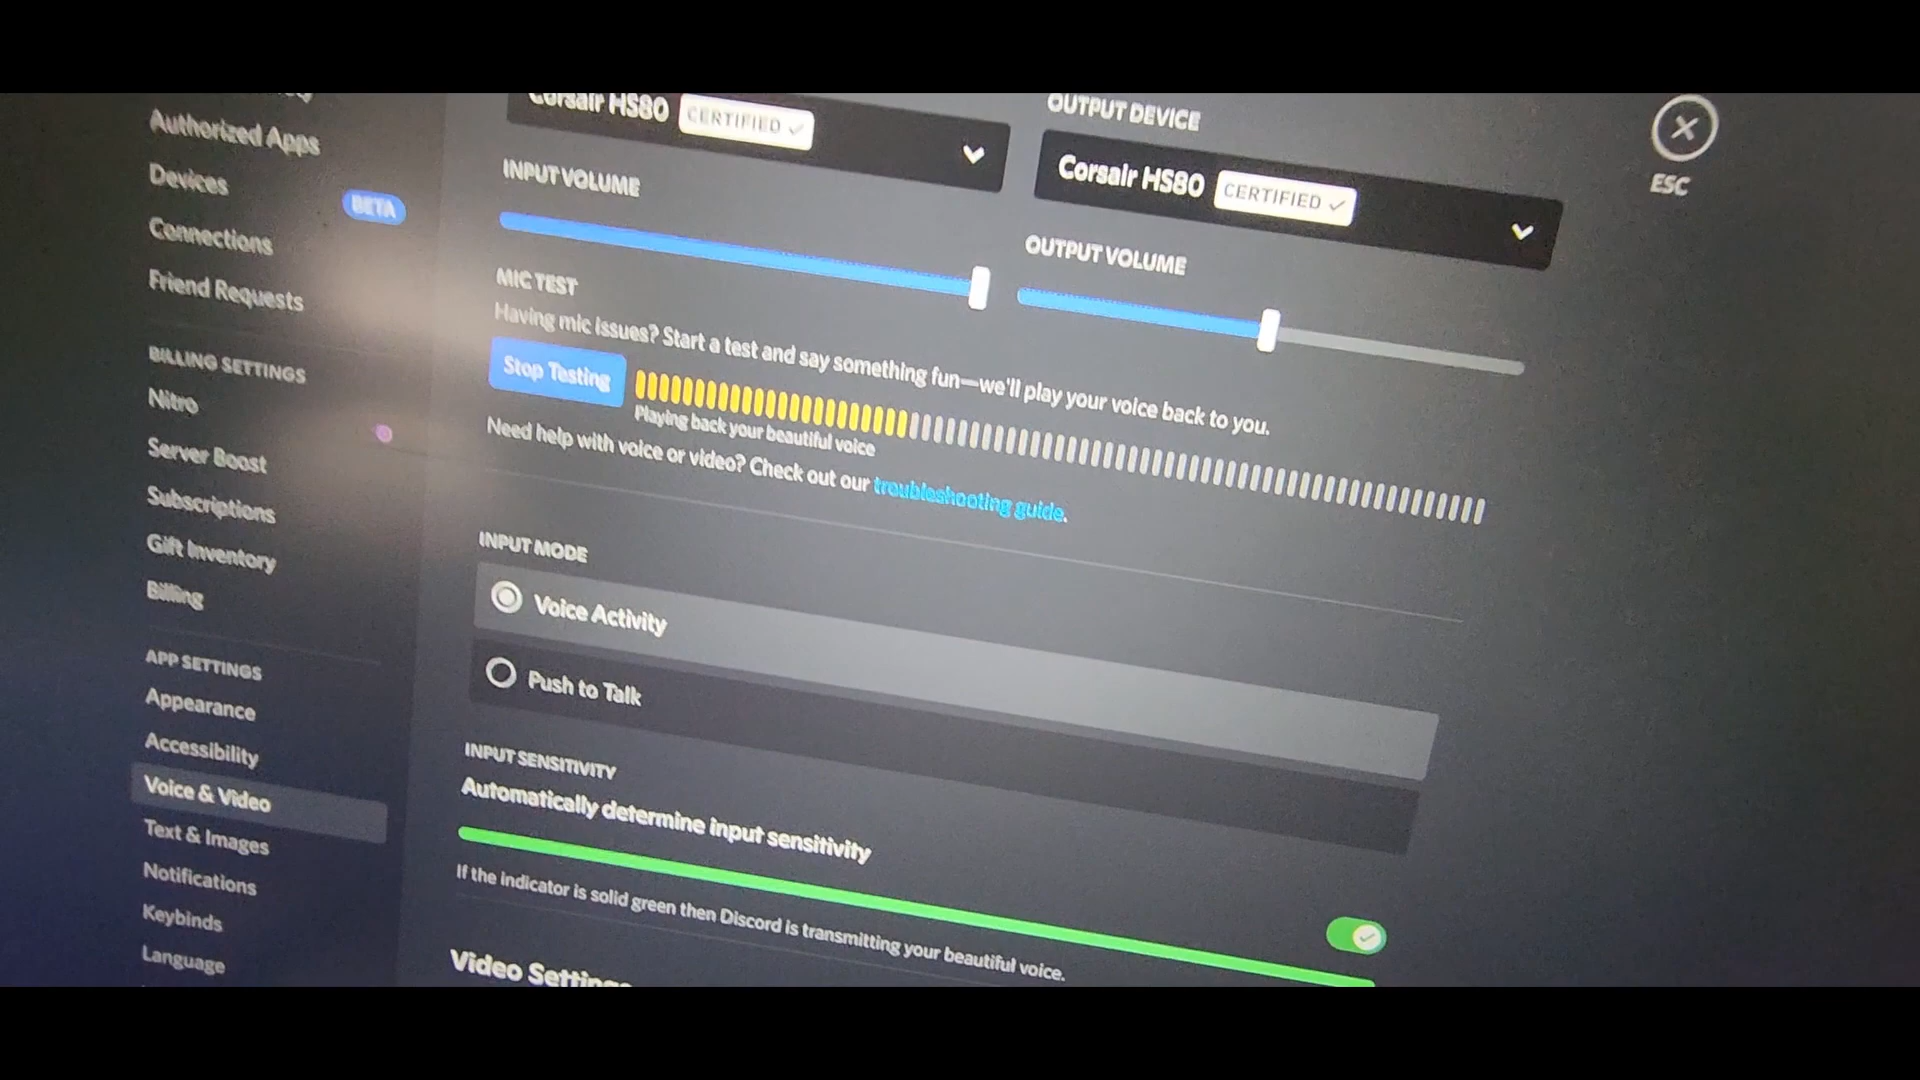 Authorized Apps
Devices
BETA
Connections
Friend Requests
BILLING SETTINGS
Nitro
Server Boost
Subscriptions
Gift Inventory
Billing
APP SETTINGS
Appearance
Accessibility
Voice & Video
Text & Images
Notifications
Keybinds
Language
Corsair HS80 CERTIFIED
OUTPUT DEVICE
Corsair HS80 CERTIFIED
ESC
INPUT VOLUME
OUTPUT VOLUME
MIC TEST
Having mic issues? Start a test and say something fun—we'll play your voice back to you.
Stop Testing
Playing back your beautiful voice
Need help with voice or video? Check out our troubleshooting guide.
INPUT MODE
Voice Activity
Push to Talk
INPUT SENSITIVITY
Automatically determine input sensitivity
If the indicator is solid green then Discord is transmitting your beautiful voice.
Video Settings